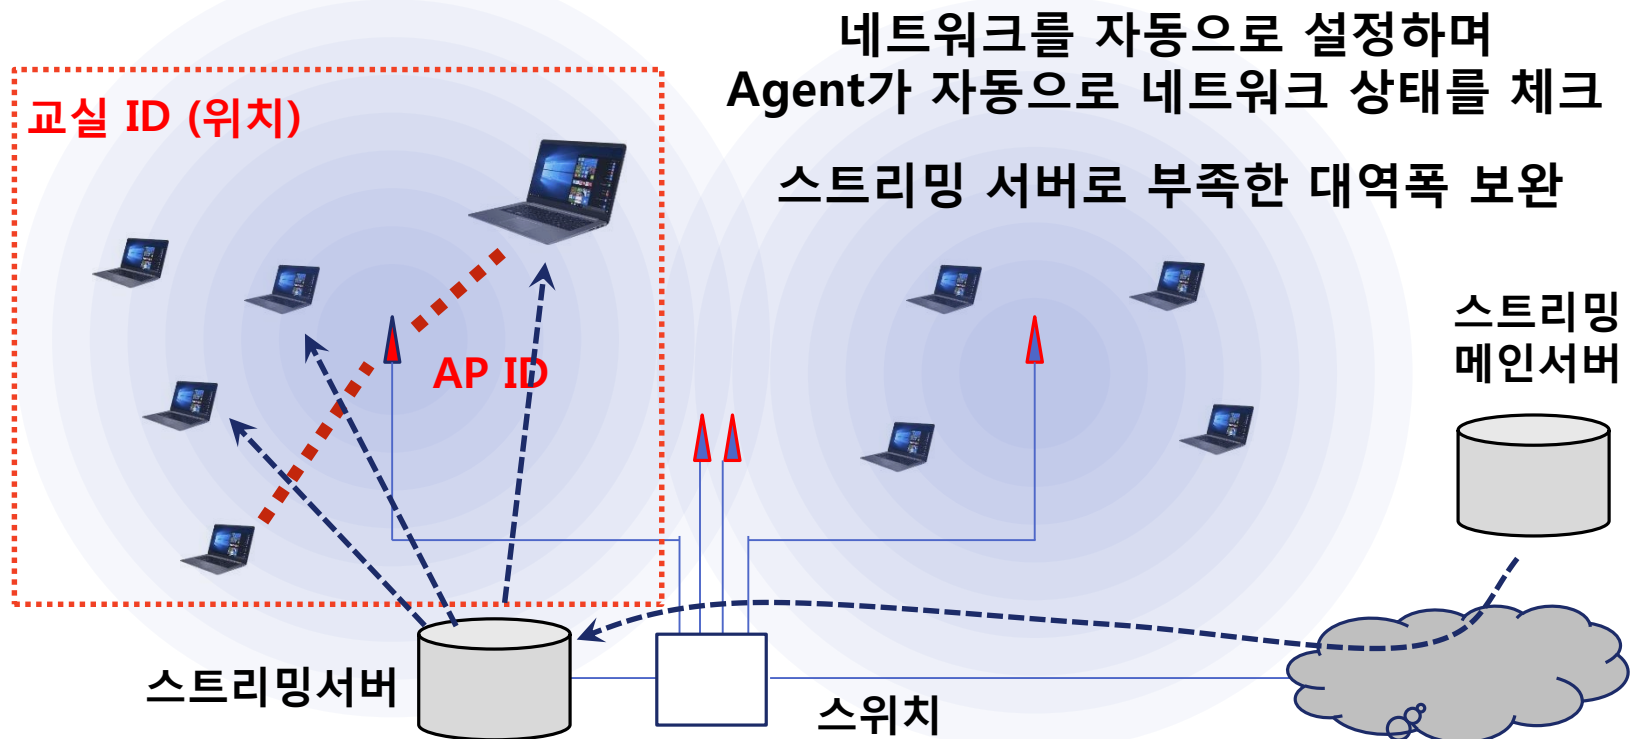 네트워크를 자동으로 설정하며
Agent가 자동으로 네트워크 상태를 체크
교실 ID (위치)
스트리밍 서버로 부족한 대역폭 보완
스트리밍
메인서버
AP ID
스트리밍서버
스위치